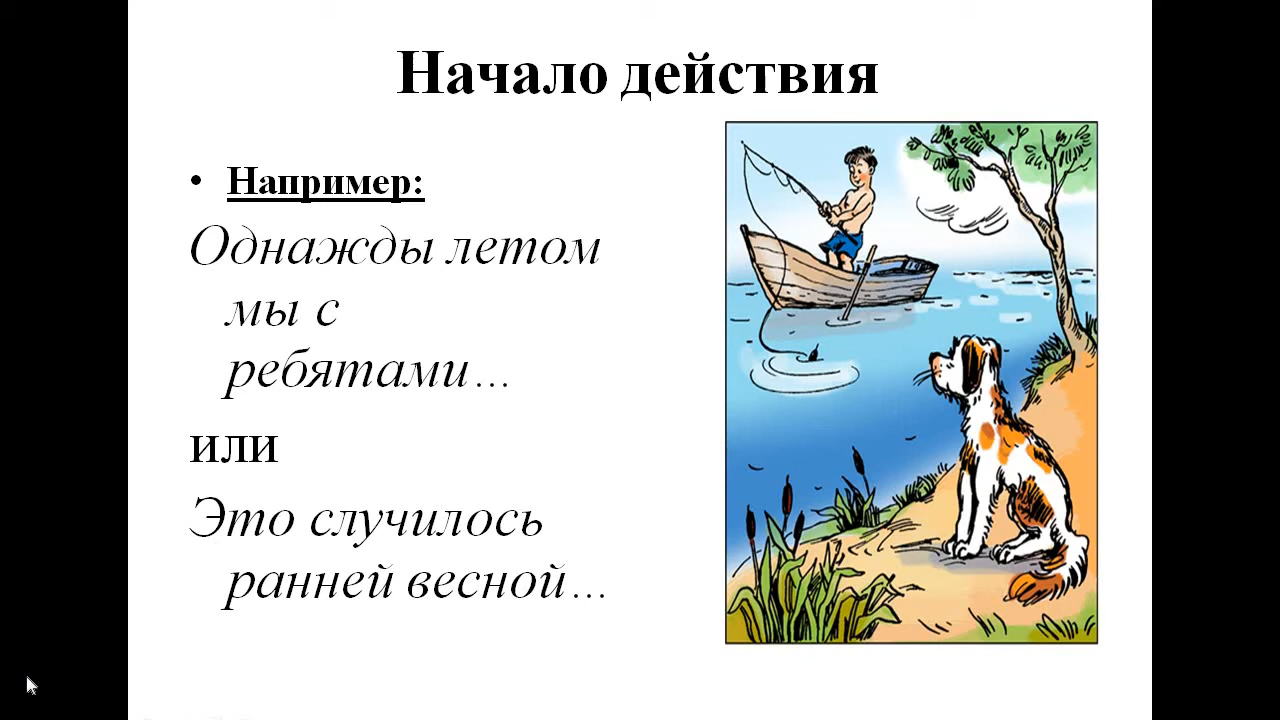 Начало действия
• Например:
Однажды летом
мы с
ребятами…
или
Это случилось
ранней весной…